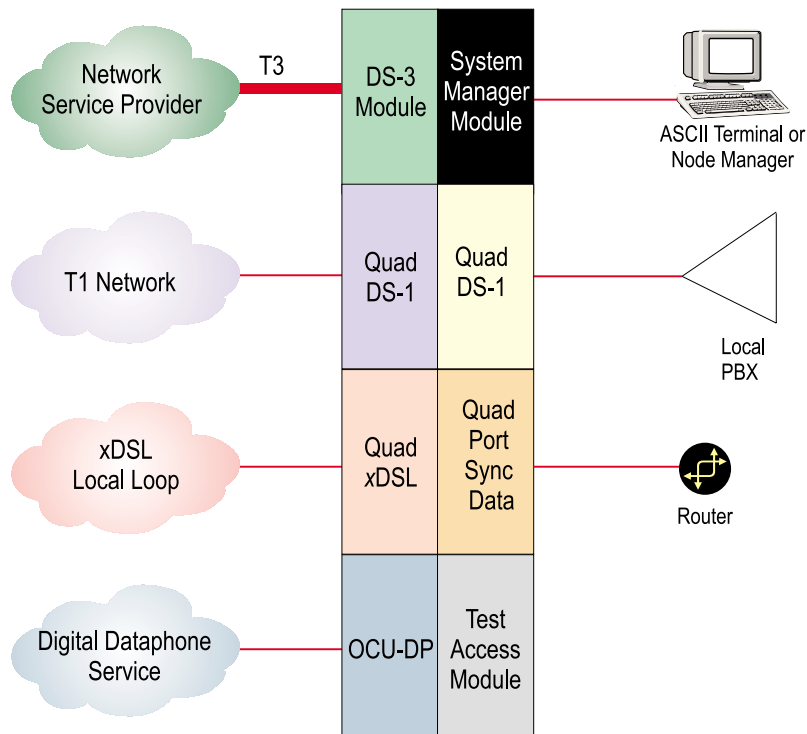 Network
Service Provider
T3
DS-3
Module
System
Manager
Module
ASCII Terminal or
Node Manager
T1 Network
Quad
DS-1
Quad
DS-1
Local
PBX
xDSL
Local Loop
Quad
xDSL
Quad
Port
Sync
Data
Router
Digital Dataphone
Service
OCU-DP
Test
Access
Module